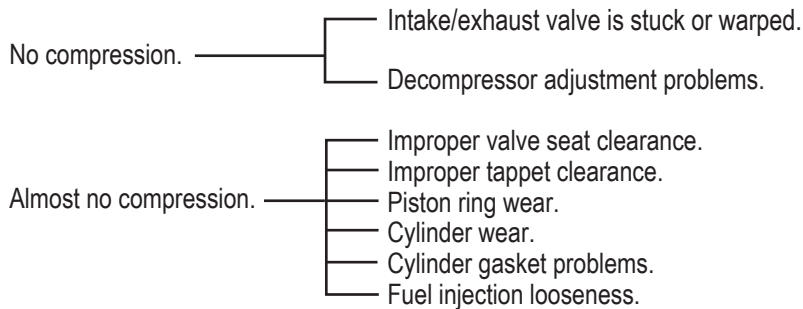 No compression.
Intake/exhaust valve is stuck or warped.
Decompressor adjustment problems.
Almost no compression.
Improper valve seat clearance.
Improper tappet clearance.
Piston ring wear.
Cylinder wear.
Cylinder gasket problems.
Fuel injection looseness.